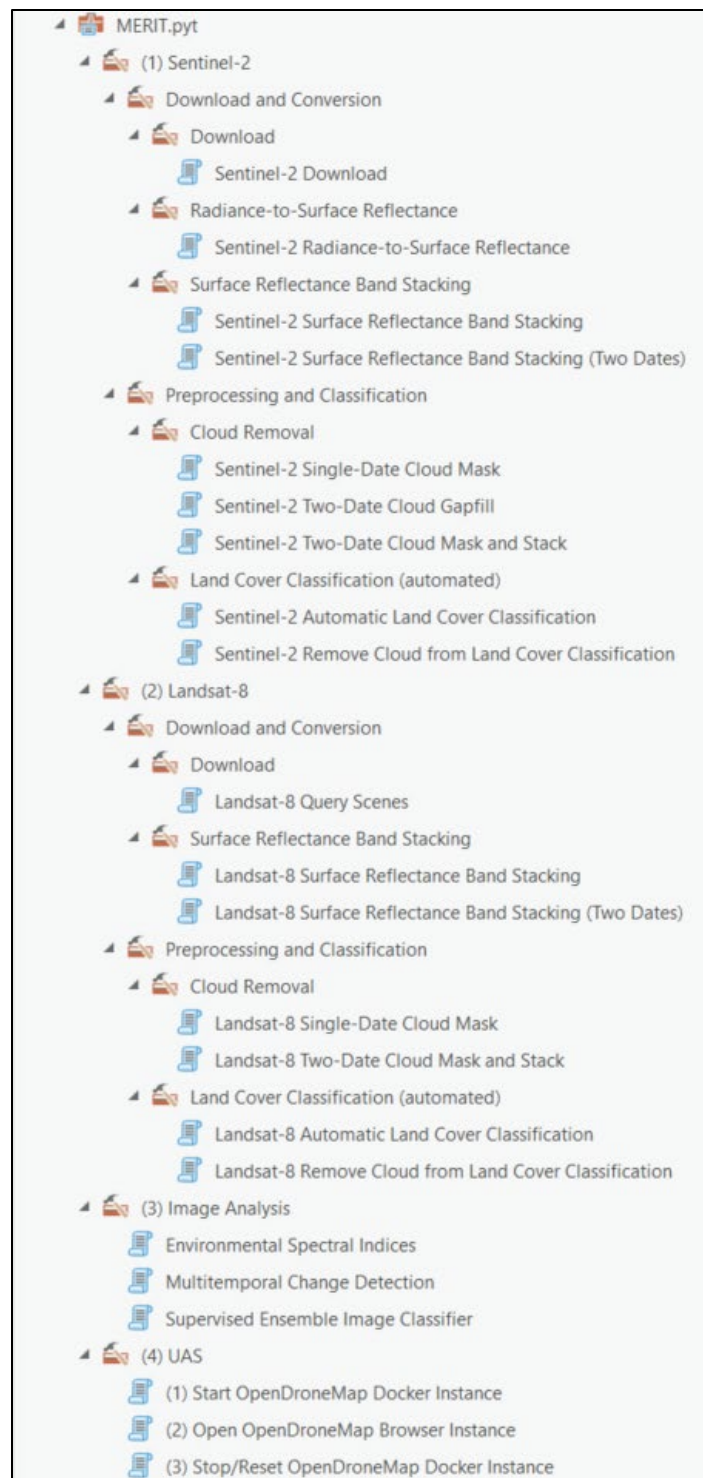 MERIT.pyt
(1) Sentinel-2
Download and Conversion
Download
Sentinel-2 Download
Radiance-to-Surface Reflectance
Sentinel-2 Radiance-to-Surface Reflectance
Surface Reflectance Band Stacking
Sentinel-2 Surface Reflectance Band Stacking
Sentinel-2 Surface Reflectance Band Stacking (Two Dates)
Preprocessing and Classification
Cloud Removal
Sentinel-2 Single-Date Cloud Mask
Sentinel-2 Two-Date Cloud Gapfill
Sentinel-2 Two-Date Cloud Mask and Stack
Land Cover Classification (automated)
Sentinel-2 Automatic Land Cover Classification
Sentinel-2 Remove Cloud from Land Cover Classification
(2) Landsat-8
Download and Conversion
Download
Landsat-8 Query Scenes
Surface Reflectance Band Stacking
Landsat-8 Surface Reflectance Band Stacking
Landsat-8 Surface Reflectance Band Stacking (Two Dates)
Preprocessing and Classification
Cloud Removal
Landsat-8 Single-Date Cloud Mask
Landsat-8 Two-Date Cloud Mask and Stack
Land Cover Classification (automated)
Landsat-8 Automatic Land Cover Classification
Landsat-8 Remove Cloud from Land Cover Classification
(3) Image Analysis
Environmental Spectral Indices
Multitemporal Change Detection
Supervised Ensemble Image Classifier
(4) UAS
(1) Start OpenDroneMap Docker Instance
(2) Open OpenDroneMap Browser Instance
(3) Stop/Reset OpenDroneMap Docker Instance